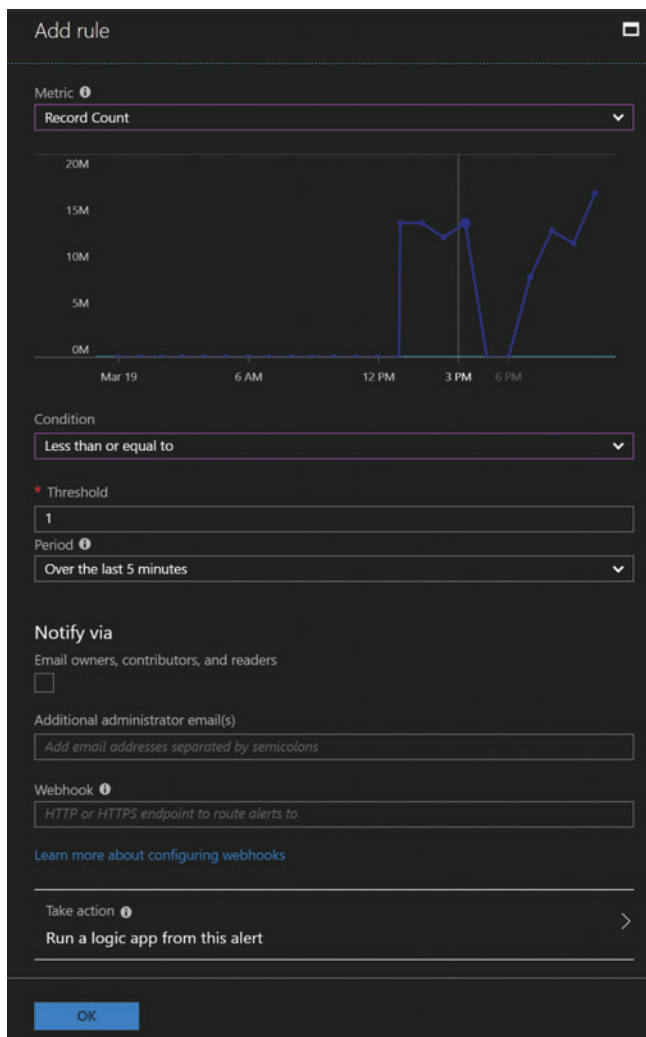 Add rule
Metric
Record Count
20M
15M
10M
5M
0M
Mar 19 6 AM 12 PM 3 PM 6 PM
Condition
Less than or equal to
* Threshold
1
Period
Over the last 5 minutes
Notify via
Email owners, contributors, and readers
Additional administrator email(s)
Add email addresses separated by semicolons
Webhook
HTTP or HTTPS endpoint to route alerts to
Learn more about configuring webhooks
Take action
Run a logic app from this alert
OK